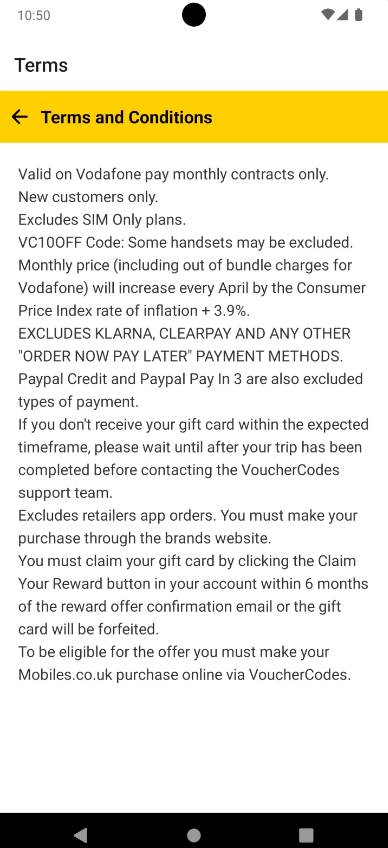 10:50
Terms
Terms and Conditions
Valid on Vodafone pay monthly contracts only.
New customers only.
Excludes SIM Only plans.
VC10OFF Code: Some handsets may be excluded.
Monthly price (including out of bundle charges for
Vodafone) will increase every April by the Consumer
Price Index rate of inflation + 3.9%.
EXCLUDES KLARNA, CLEARPAY AND ANY OTHER
"ORDER NOW PAY LATER" PAYMENT METHODS.
Paypal Credit and Paypal Pay In 3 are also excluded
types of payment.
If you don't receive your gift card within the expected
timeframe, please wait until after your trip has been
completed before contacting the VoucherCodes
support team.
Excludes retailers app orders. You must make your
purchase through the brands website.
You must claim your gift card by clicking the Claim
Your Reward button in your account within 6 months
of the reward offer confirmation email or the gift
card will be forfeited.
To be eligible for the offer you must make your
Mobiles.co.uk purchase online via VoucherCodes.